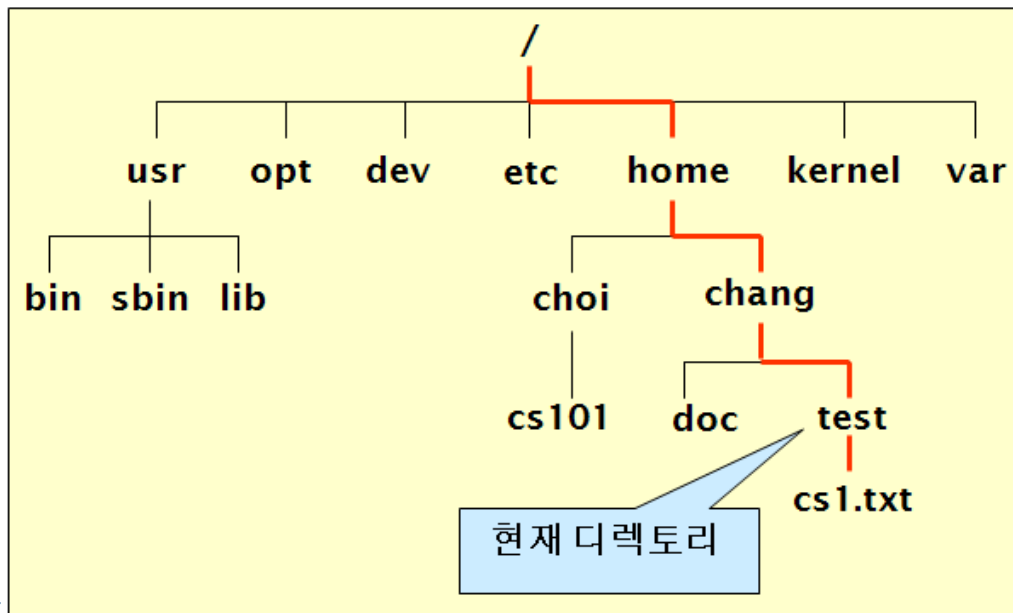 /
usr opt dev etc home kernel var
bin sbin lib choi chang
cs101 doc test
cs1.txt
현재 디렉토리